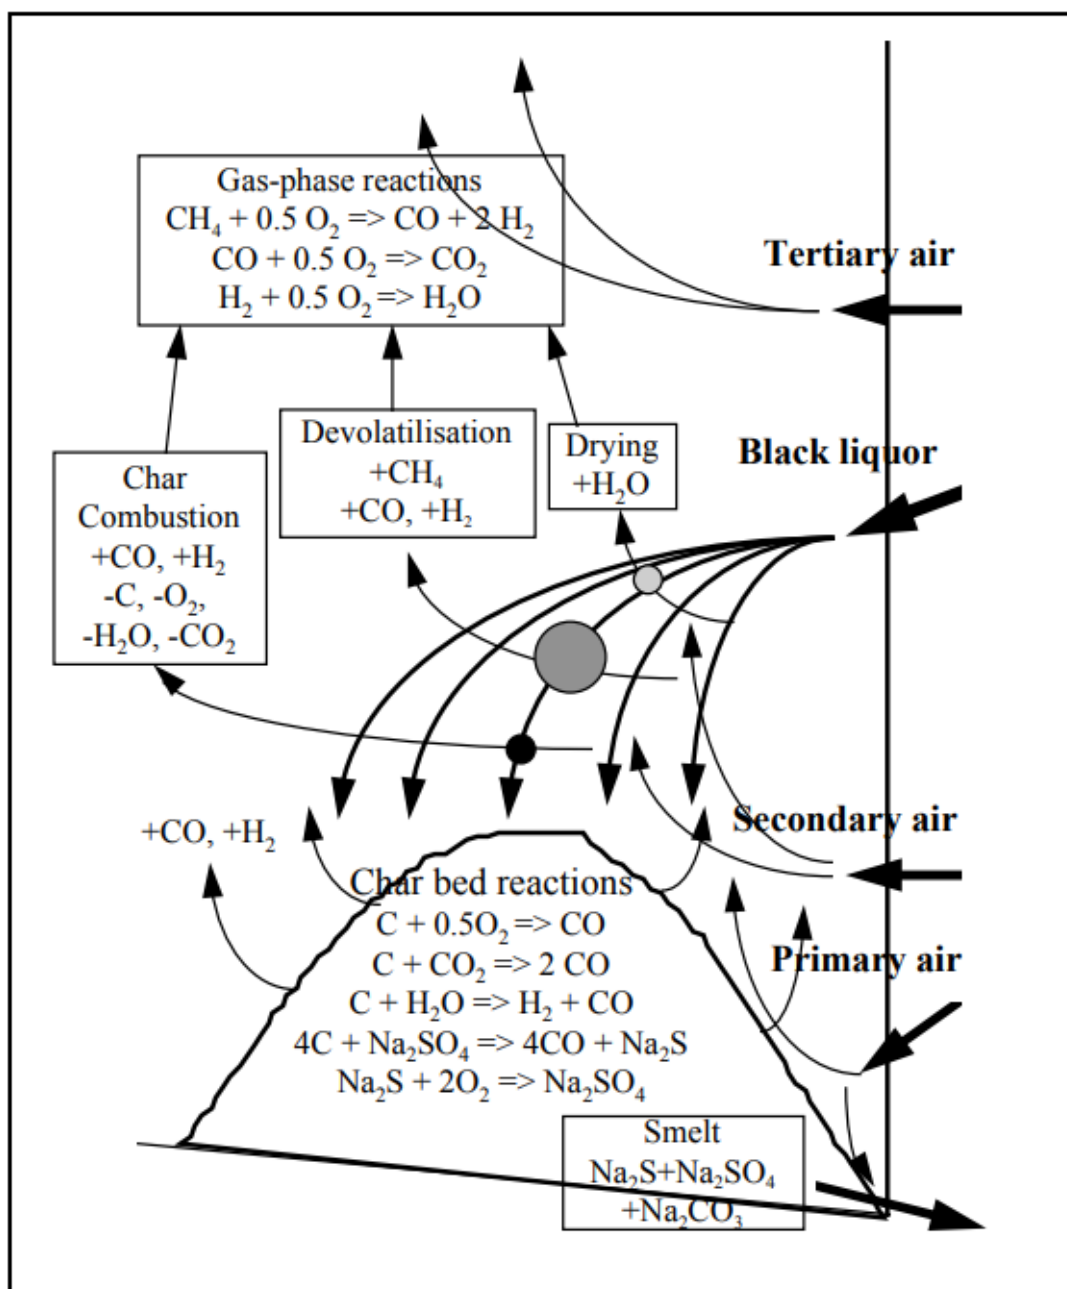 Gas-phase reactions
CH₄ + 0.5 O₂ => CO + 2 H₂
CO + 0.5 O₂ => CO₂
H₂ + 0.5 O₂ => H₂O
Tertiary air
Devolatilisation
+CH₄
+CO, +H₂
Drying
+H₂O
Black liquor
Char
Combustion
+CO, +H₂
-C, -O₂,
-H₂O, -CO₂
+CO, +H₂
Secondary air
Char bed reactions
C + 0.5O₂ => CO
C + CO₂ => 2 CO
C + H₂O => H₂ + CO
4C + Na₂SO₄ => 4CO + Na₂S
Na₂S + 2O₂ => Na₂SO₄
Primary air
Smelt
Na₂S+Na₂SO₄
+Na₂CO₃